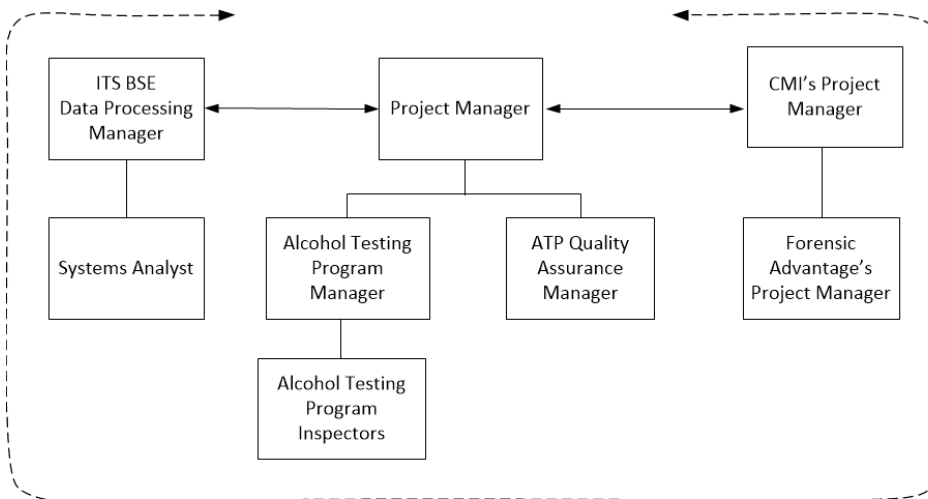 ITS BSE
Data Processing
Manager
Project Manager
CMI’s Project
Manager
Systems Analyst
Alcohol Testing
Program
Manager
ATP Quality
Assurance
Manager
Forensic
Advantage’s
Project Manager
Alcohol Testing
Program
Inspectors